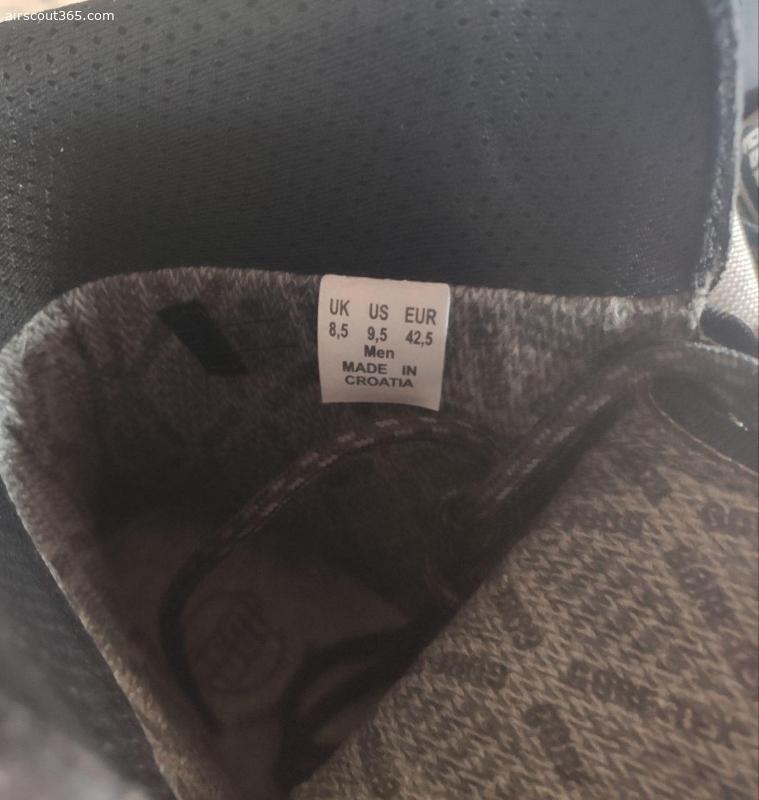 airscout365.com
UK US EUR
8,5 9,5 42,5
Men
MADE IN
CROATIA
GORE-TEX